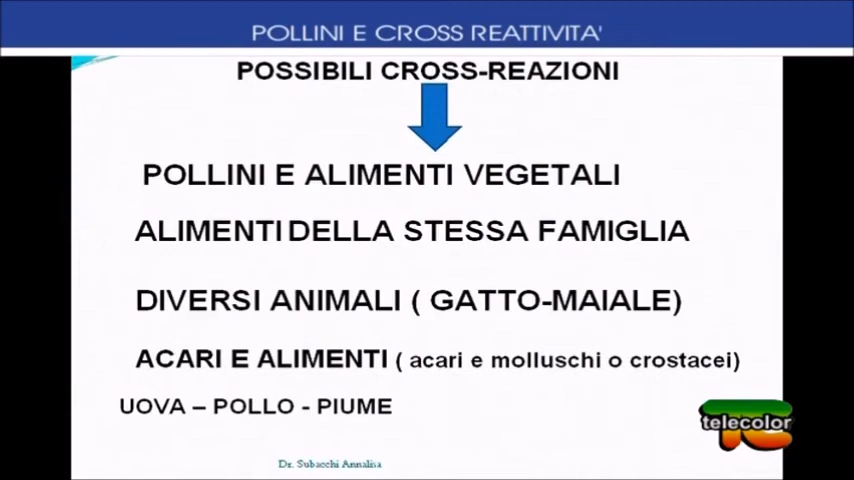 POLLINI E CROSS REATTIVITA'
POSSIBILI CROSS-REAZIONI
POLLINI E ALIMENTI VEGETALI
ALIMENTI DELLA STESSA FAMIGLIA
DIVERSI ANIMALI ( GATTO-MAIALE)
ACARI E ALIMENTI ( acari e molluschi o crostacei)
UOVA – POLLO - PIUME
telecolor
Dr. Subacchi Annalisa